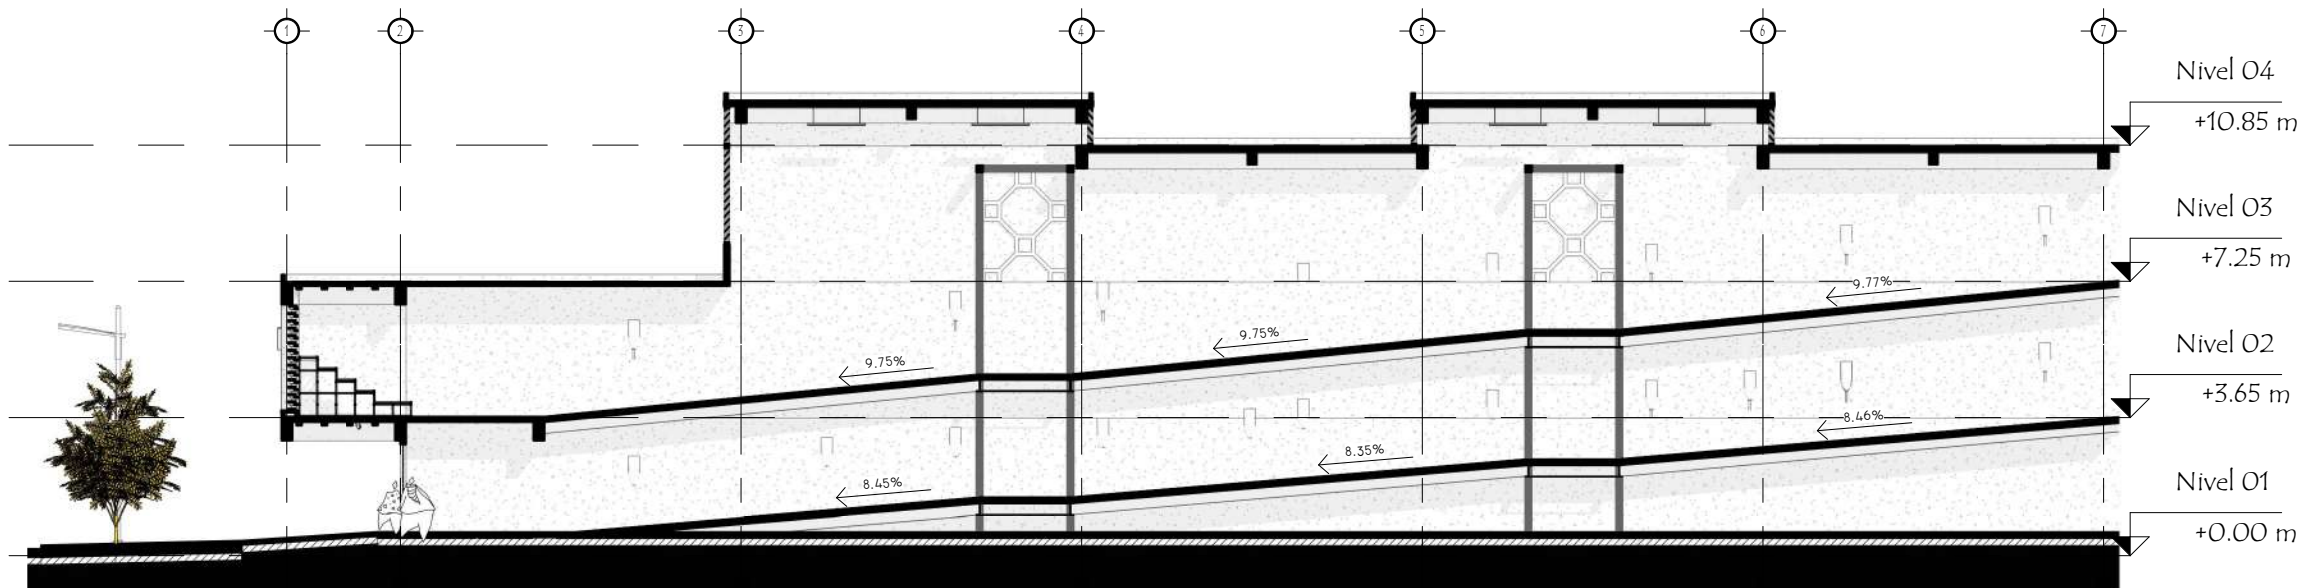 1 2 3 4 5 6 7
Nivel 04
+10.85 m
Nivel 03
+7.25 m
9.77%
9.75%
9.75%
Nivel 02
+3.65 m
8.46%
8.35%
8.45%
Nivel 01
+0.00 m